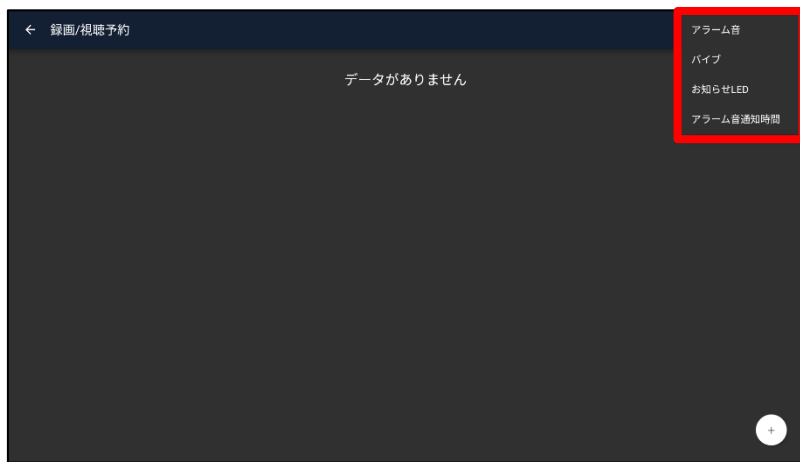 ← 録画/視聴予約
アラーム音
バイブ
お知らせLED
アラーム音通知時間
データがありません
+